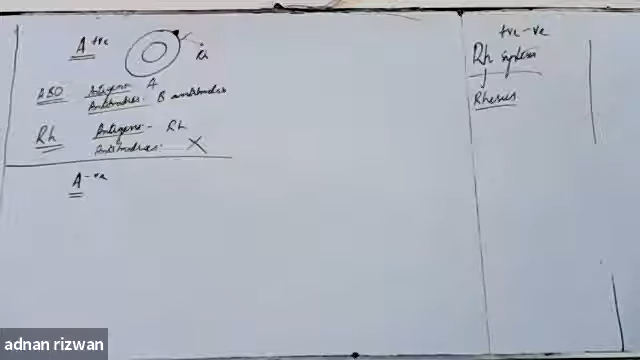 A +ve
Rh
ABO Antigens A
Antibodies. B antibodies
Rh Antigens - Rh
Antibodies. X
A -ve
+ve -ve
Rh system
Rhesus
adnan rizwan